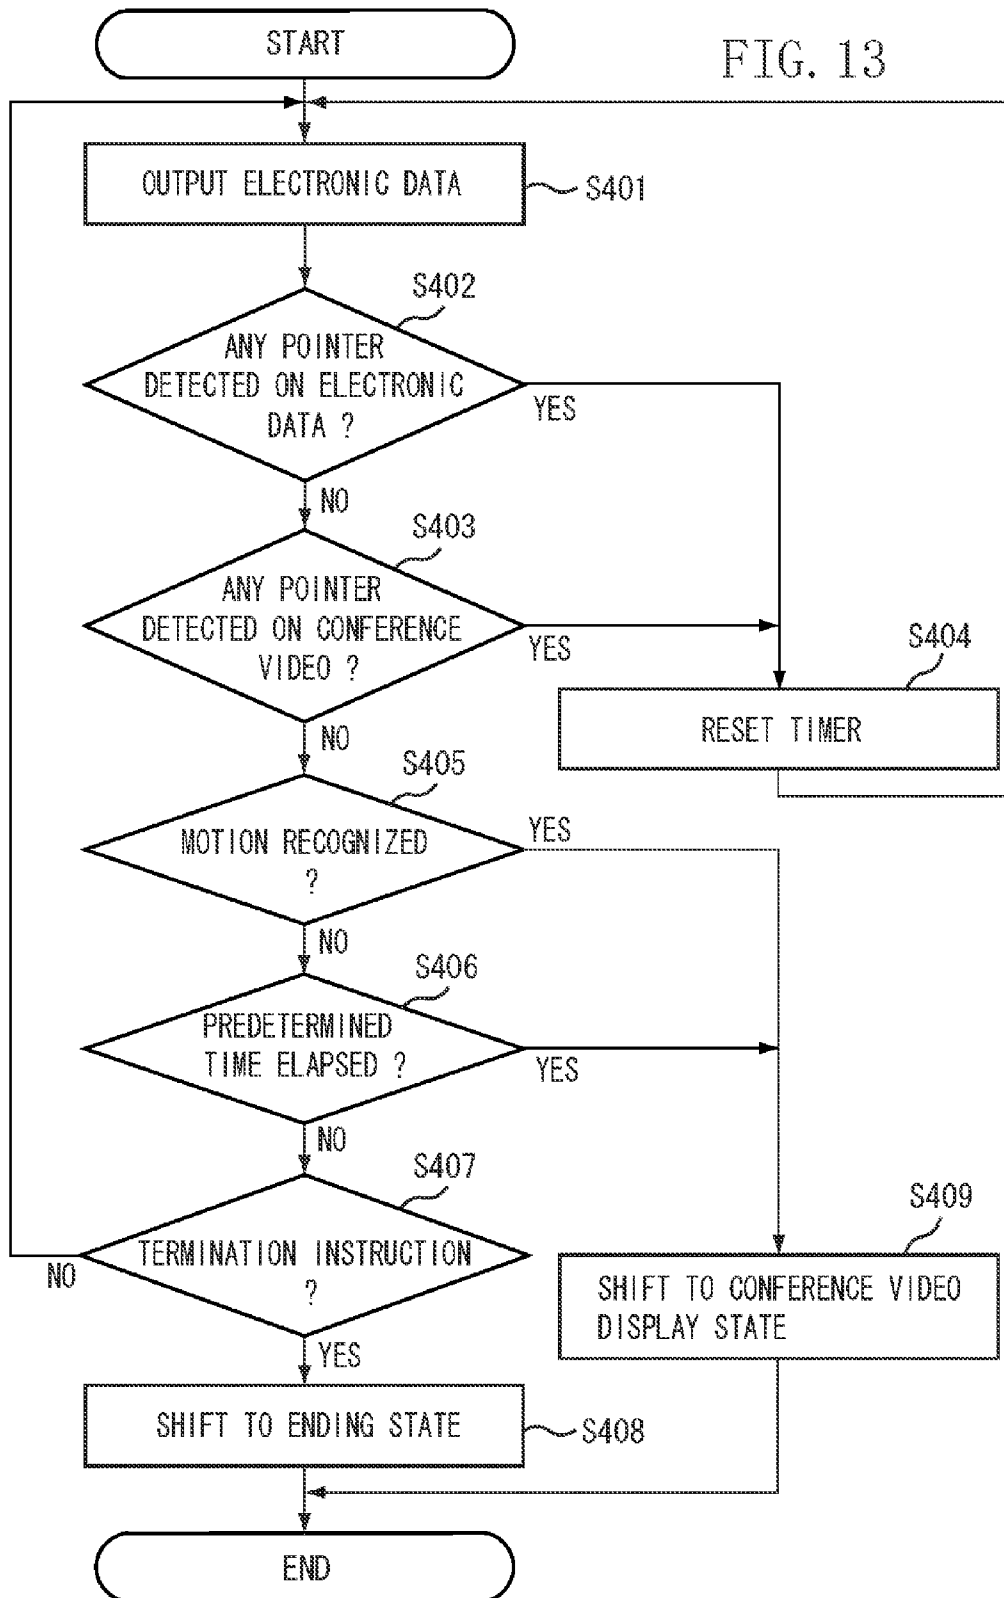 START
FIG. 13
OUTPUT ELECTRONIC DATA
S401
S402
ANY POINTER
DETECTED ON ELECTRONIC
DATA ?
YES
NO
S403
ANY POINTER
DETECTED ON CONFERENCE
VIDEO ?
YES
S404
RESET TIMER
NO
S405
MOTION RECOGNIZED
?
YES
NO
S406
PREDETERMINED
TIME ELAPSED ?
YES
NO
S407
TERMINATION INSTRUCTION
?
NO
S409
SHIFT TO CONFERENCE VIDEO
DISPLAY STATE
YES
SHIFT TO ENDING STATE
S408
END